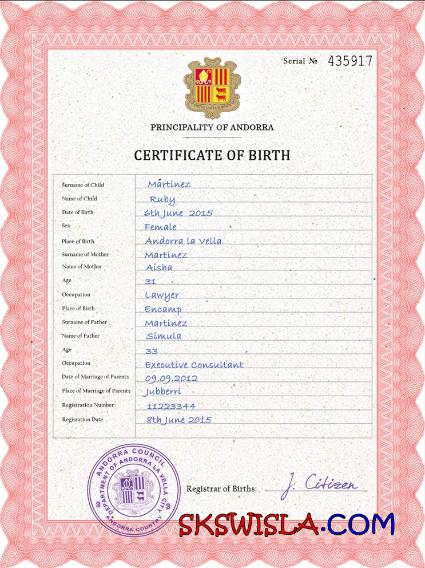 Serial № 435917
PRINCIPALITY OF ANDORRA
CERTIFICATE OF BIRTH
Surname of Child Martinez
Name of Child Ruby
Date of Birth 6th June 2015
Sex Female
Place of Birth Andorra la Vella
Surname of Mother Martinez
Name of Mother Aisha
Age 31
Occupation Lawyer
Place of Birth Encamp
Surname of Father Martinez
Name of Father Simula
Age 33
Occupation Executive Consultant
Date of Marriage of Parents 09.09.2012
Place of Marriage of Parents Jubberri
Registration Number 11223344
Registration Date 8th June 2015
ANDORRA COUNCIL
DEPARTMENT OF ANDORRA LA VELLA CITY
ANDORRA COUNTRY
Registrar of Births: J. Citizen
SKSWISLA.COM